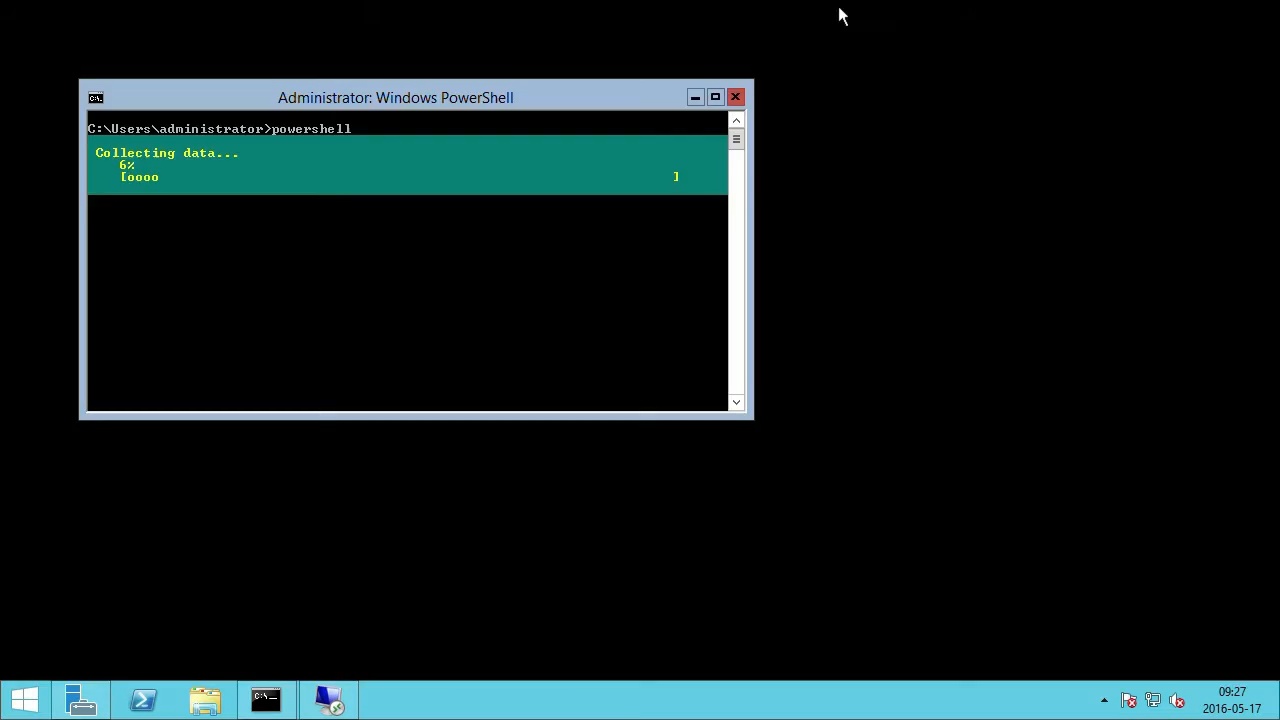 Administrator: Windows PowerShell
C:\Users\administrator>powershell
Collecting data...
6%
[oooo ]
09:27
2016-05-17